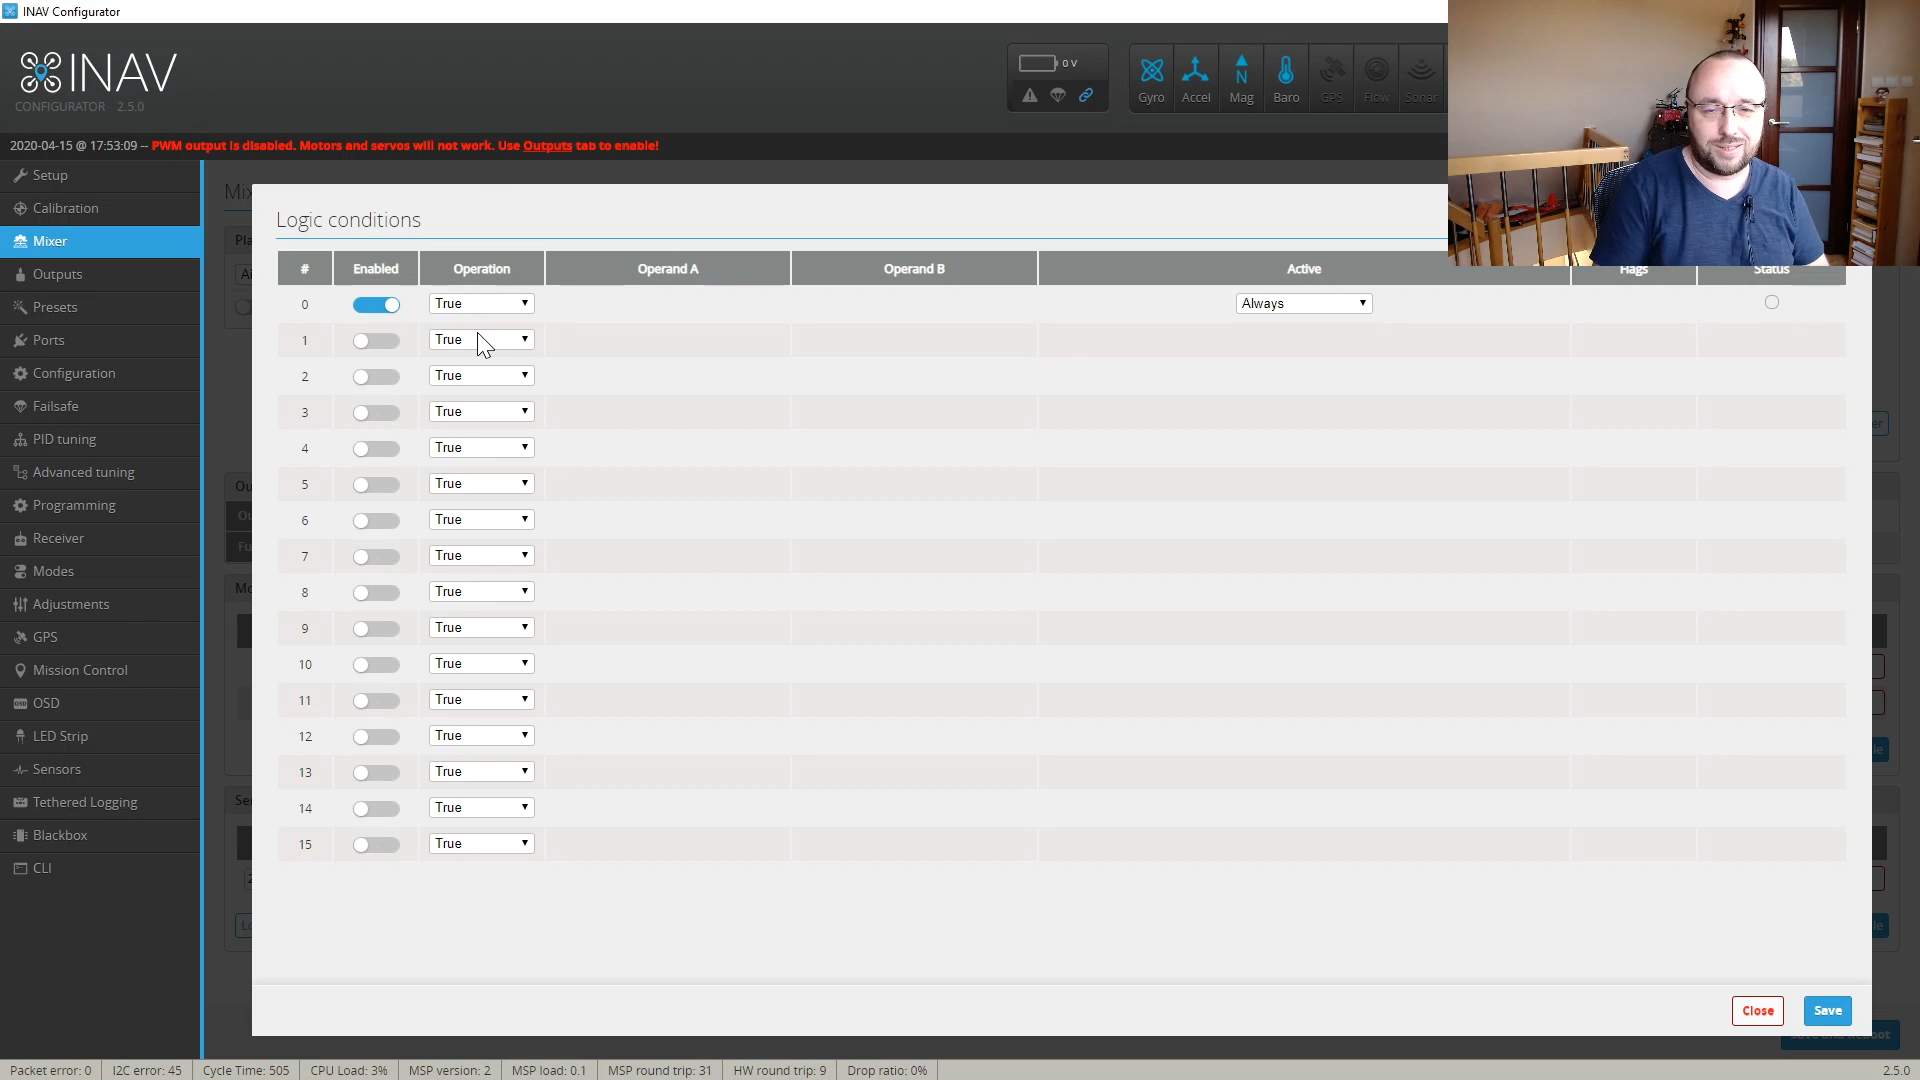 INAV Configurator
INAV
CONFIGURATOR 2.5.0
0 V
Gyro Accel Mag Baro GPS Flow Sonar
2020-04-15 @ 17:53:09 -- PWM output is disabled. Motors and servos will not work. Use Outputs tab to enable!
Setup
Calibration
Mixer
Outputs
Presets
Ports
Configuration
Failsafe
PID tuning
Advanced tuning
Programming
Receiver
Modes
Adjustments
GPS
Mission Control
OSD
LED Strip
Sensors
Tethered Logging
Blackbox
CLI
Logic conditions
# Enabled Operation Operand A Operand B Active Flags Status
0 True Always
1 True
2 True
3 True
4 True
5 True
6 True
7 True
8 True
9 True
10 True
11 True
12 True
13 True
14 True
15 True
Close Save
Packet error: 0 I2C error: 45 Cycle Time: 505 CPU Load: 3% MSP version: 2 MSP load: 0.1 MSP round trip: 31 HW round trip: 9 Drop ratio: 0% 2.5.0